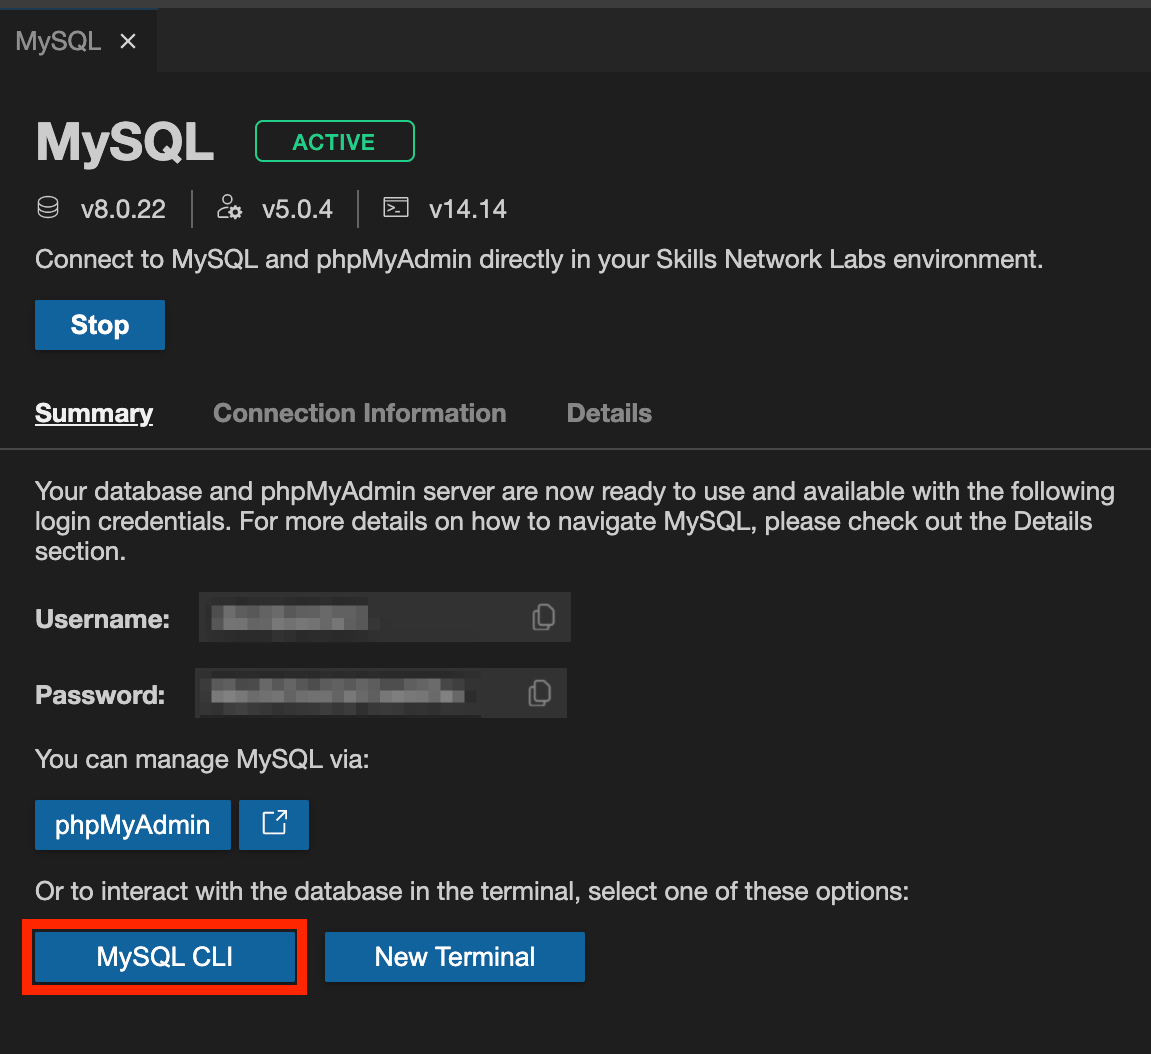 MySQL
MySQL ACTIVE
v8.0.22 v5.0.4 v14.14
Connect to MySQL and phpMyAdmin directly in your Skills Network Labs environment.
Stop
Summary Connection Information Details
Your database and phpMyAdmin server are now ready to use and available with the following
login credentials. For more details on how to navigate MySQL, please check out the Details
section.
Username:
Password:
You can manage MySQL via:
phpMyAdmin
Or to interact with the database in the terminal, select one of these options:
MySQL CLI New Terminal